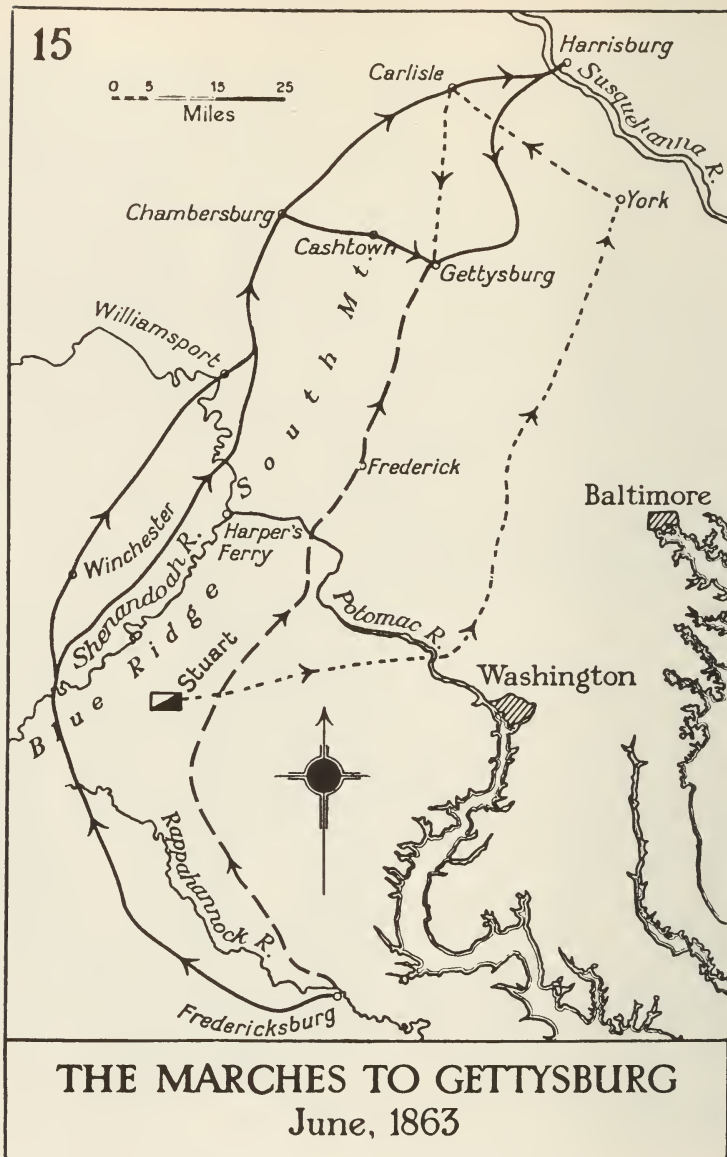 15
0 5 15 25
Miles
Harrisburg
Susquehanna R.
Carlisle
York
Chambersburg
Cashtown
Gettysburg
Williamsport
South Mt.
Frederick
Baltimore
Winchester
Harper's
Ferry
Shenandoah R.
Blue Ridge
Potomac R.
Stuart
Washington
Rappahannock R.
Fredericksburg
THE MARCHES TO GETTYSBURG
June, 1863